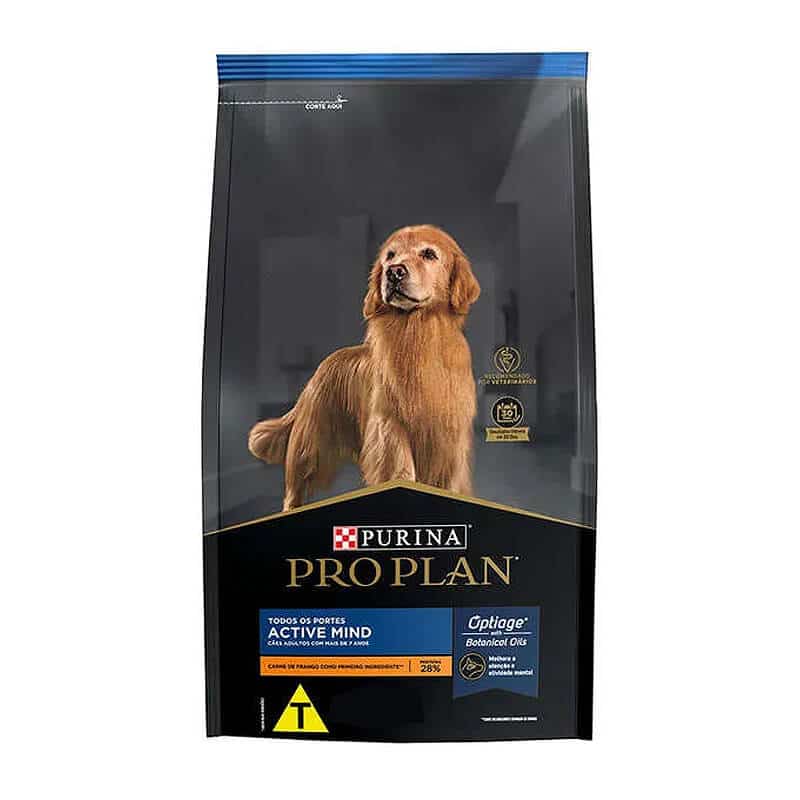 CORTE AQUI
RECOMENDADO
POR VETERINÁRIOS
30
PURINA
PRO PLAN
TODOS OS PORTES
ACTIVE MIND
CÃES ADULTOS COM MAIS DE 7 ANOS
CARNE DE FRANGO COMO PRIMEIRO INGREDIENTE**
PROTEÍNA
28%
Optiage*
with
Botanical Oils
Melhora a
atenção e
atividade mental
T